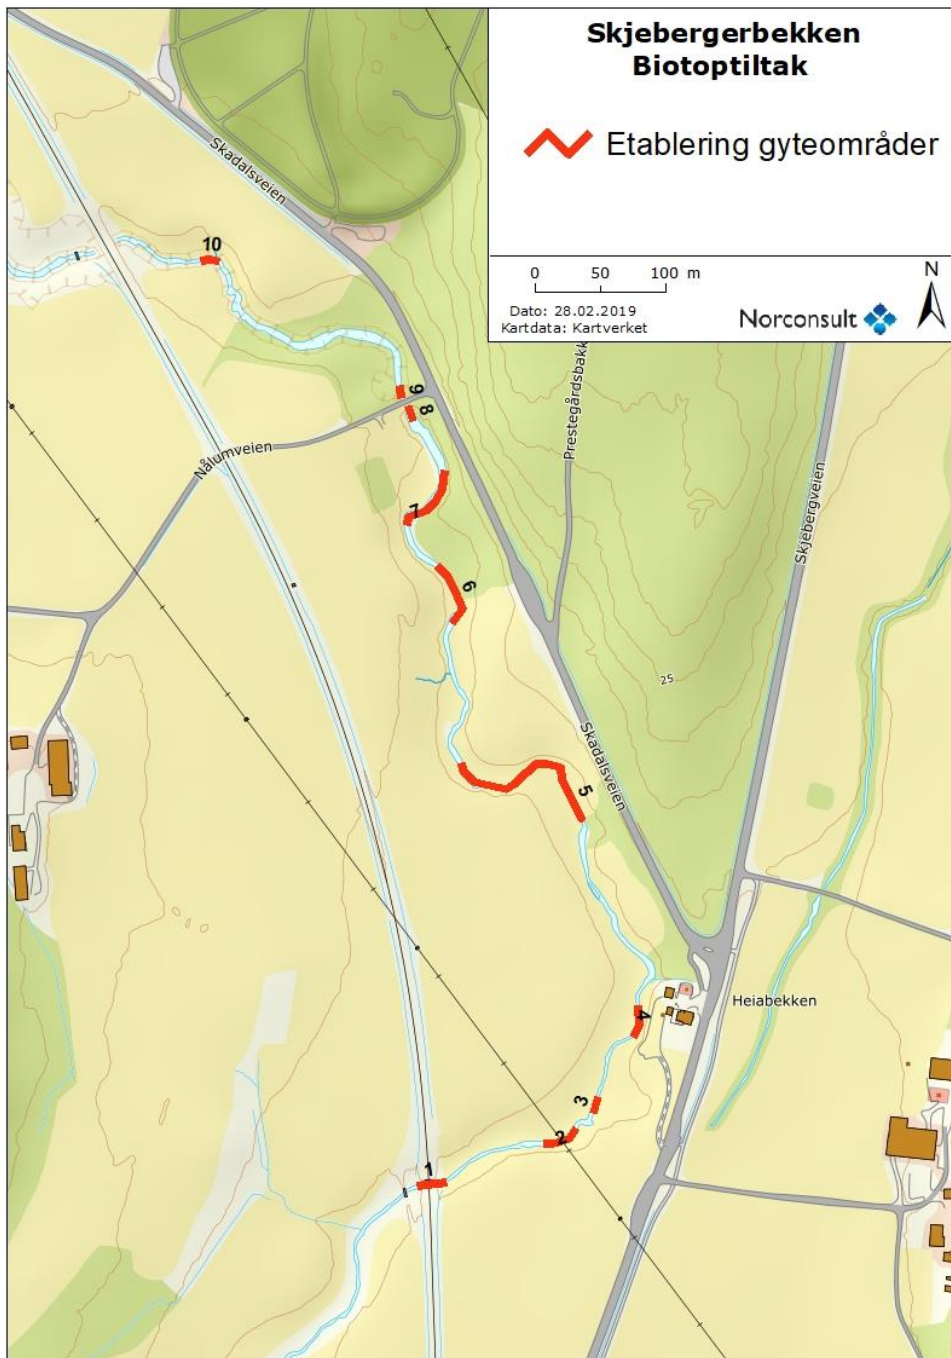 Skjebergerbekken
Biotoptiltak
Etablering gyteområder
0 50 100 m
Dato: 28.02.2019
Kartdata: Kartverket
Norconsult
N
Skadalsveien
10
9
8
Nålumveien
Prestegårdsbakk
Skjebergveien
7
6
25
Skadalsveien
5
Heiabekken
4
3
2
1